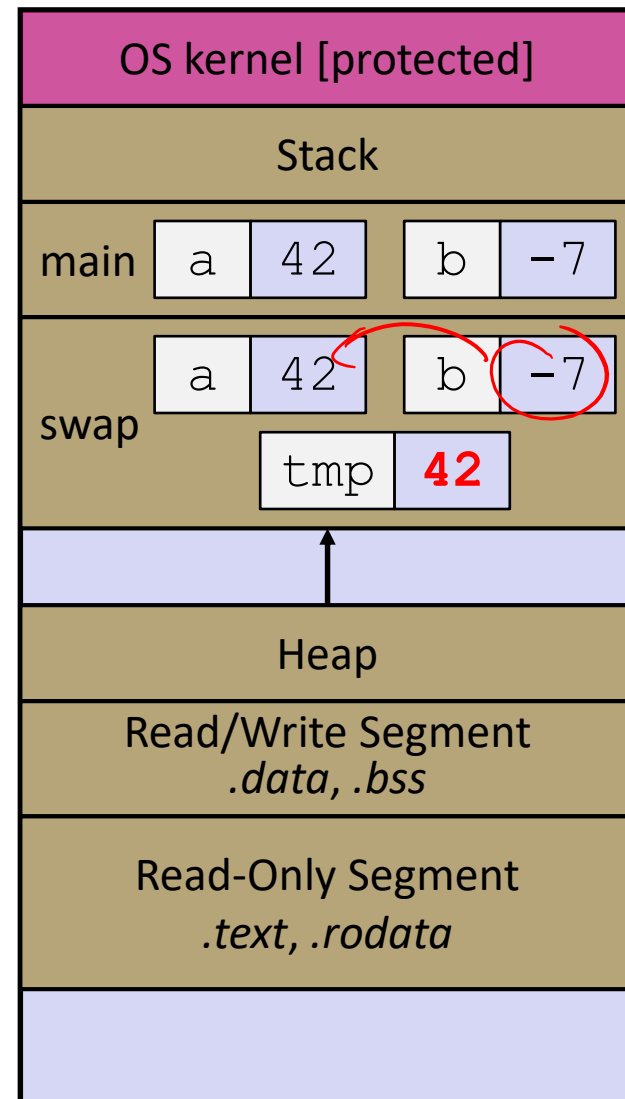 OS kernel [protected]
Stack
main a 42 b -7
a 42 b -7
swap
tmp 42
Heap
Read/Write Segment
.data, .bss
Read-Only Segment
.text, .rodata